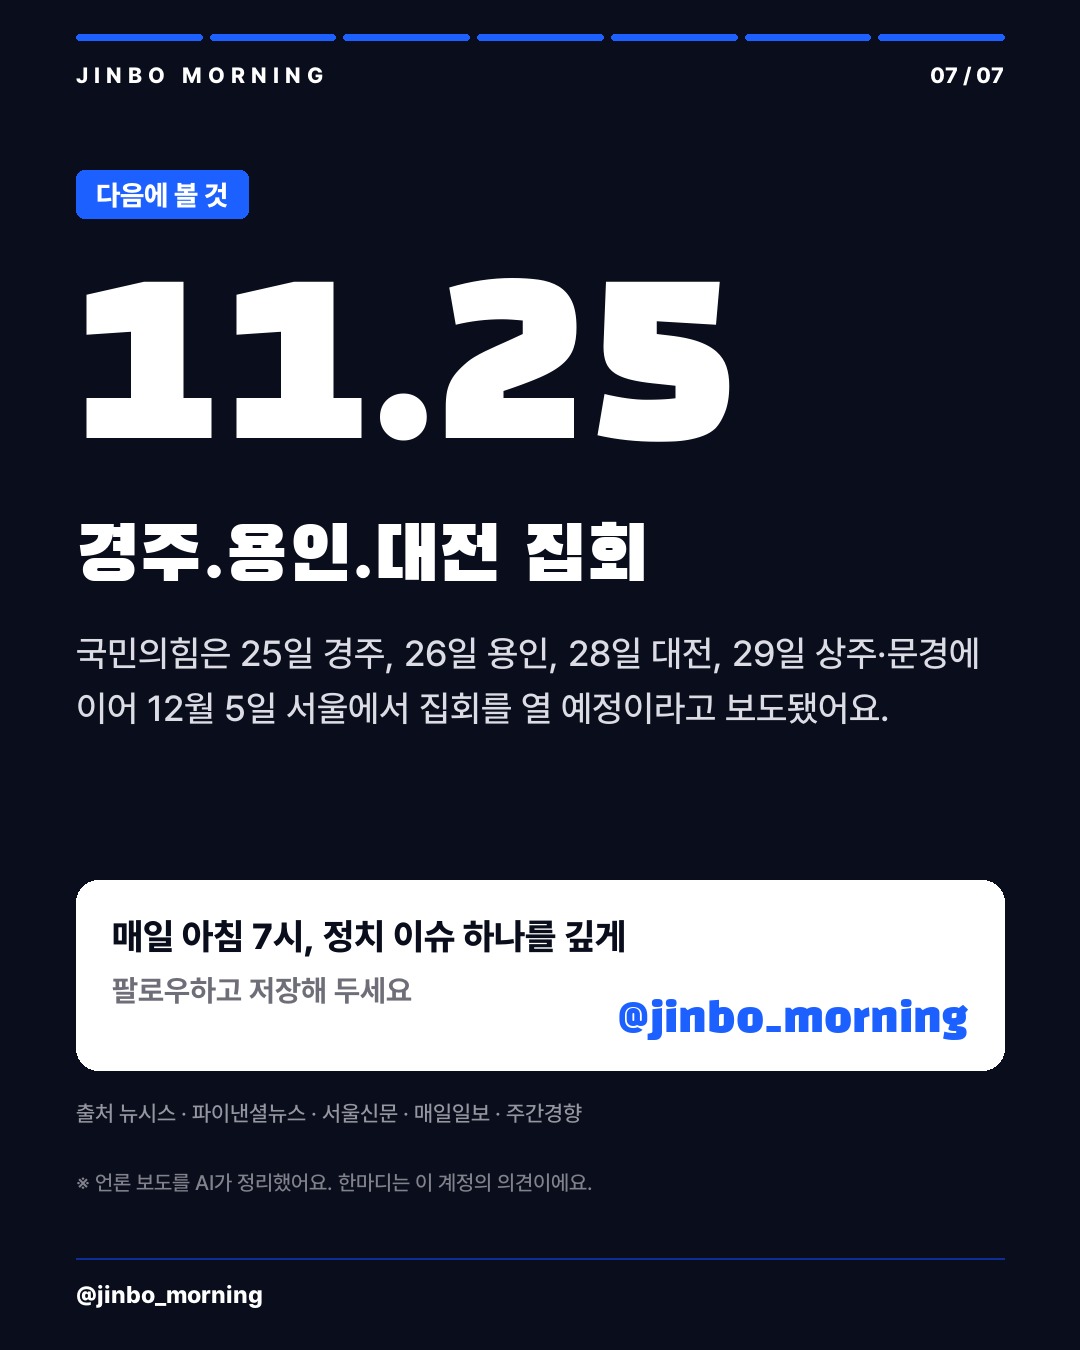 JINBO MORNING
07 / 07
다음에 볼 것
11.25
경주.용인.대전 집회
국민의힘은 25일 경주, 26일 용인, 28일 대전, 29일 상주·문경에
이어 12월 5일 서울에서 집회를 열 예정이라고 보도됐어요.
매일 아침 7시, 정치 이슈 하나를 깊게
팔로우하고 저장해 두세요
@jinbo_morning
출처 뉴시스 · 파이낸셜뉴스 · 서울신문 · 매일일보 · 주간경향
※ 언론 보도를 AI가 정리했어요. 한마디는 이 계정의 의견이에요.
@jinbo_morning